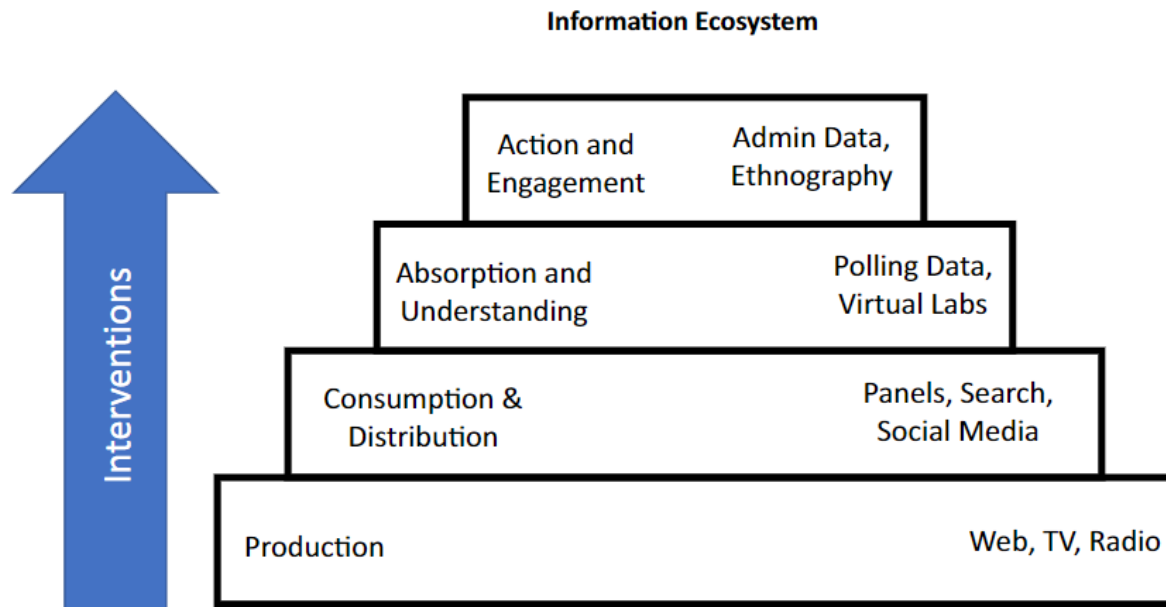 Information Ecosystem
Interventions
Action and
Engagement
Admin Data,
Ethnography
Absorption and
Understanding
Polling Data,
Virtual Labs
Consumption &
Distribution
Panels, Search,
Social Media
Production
Web, TV, Radio